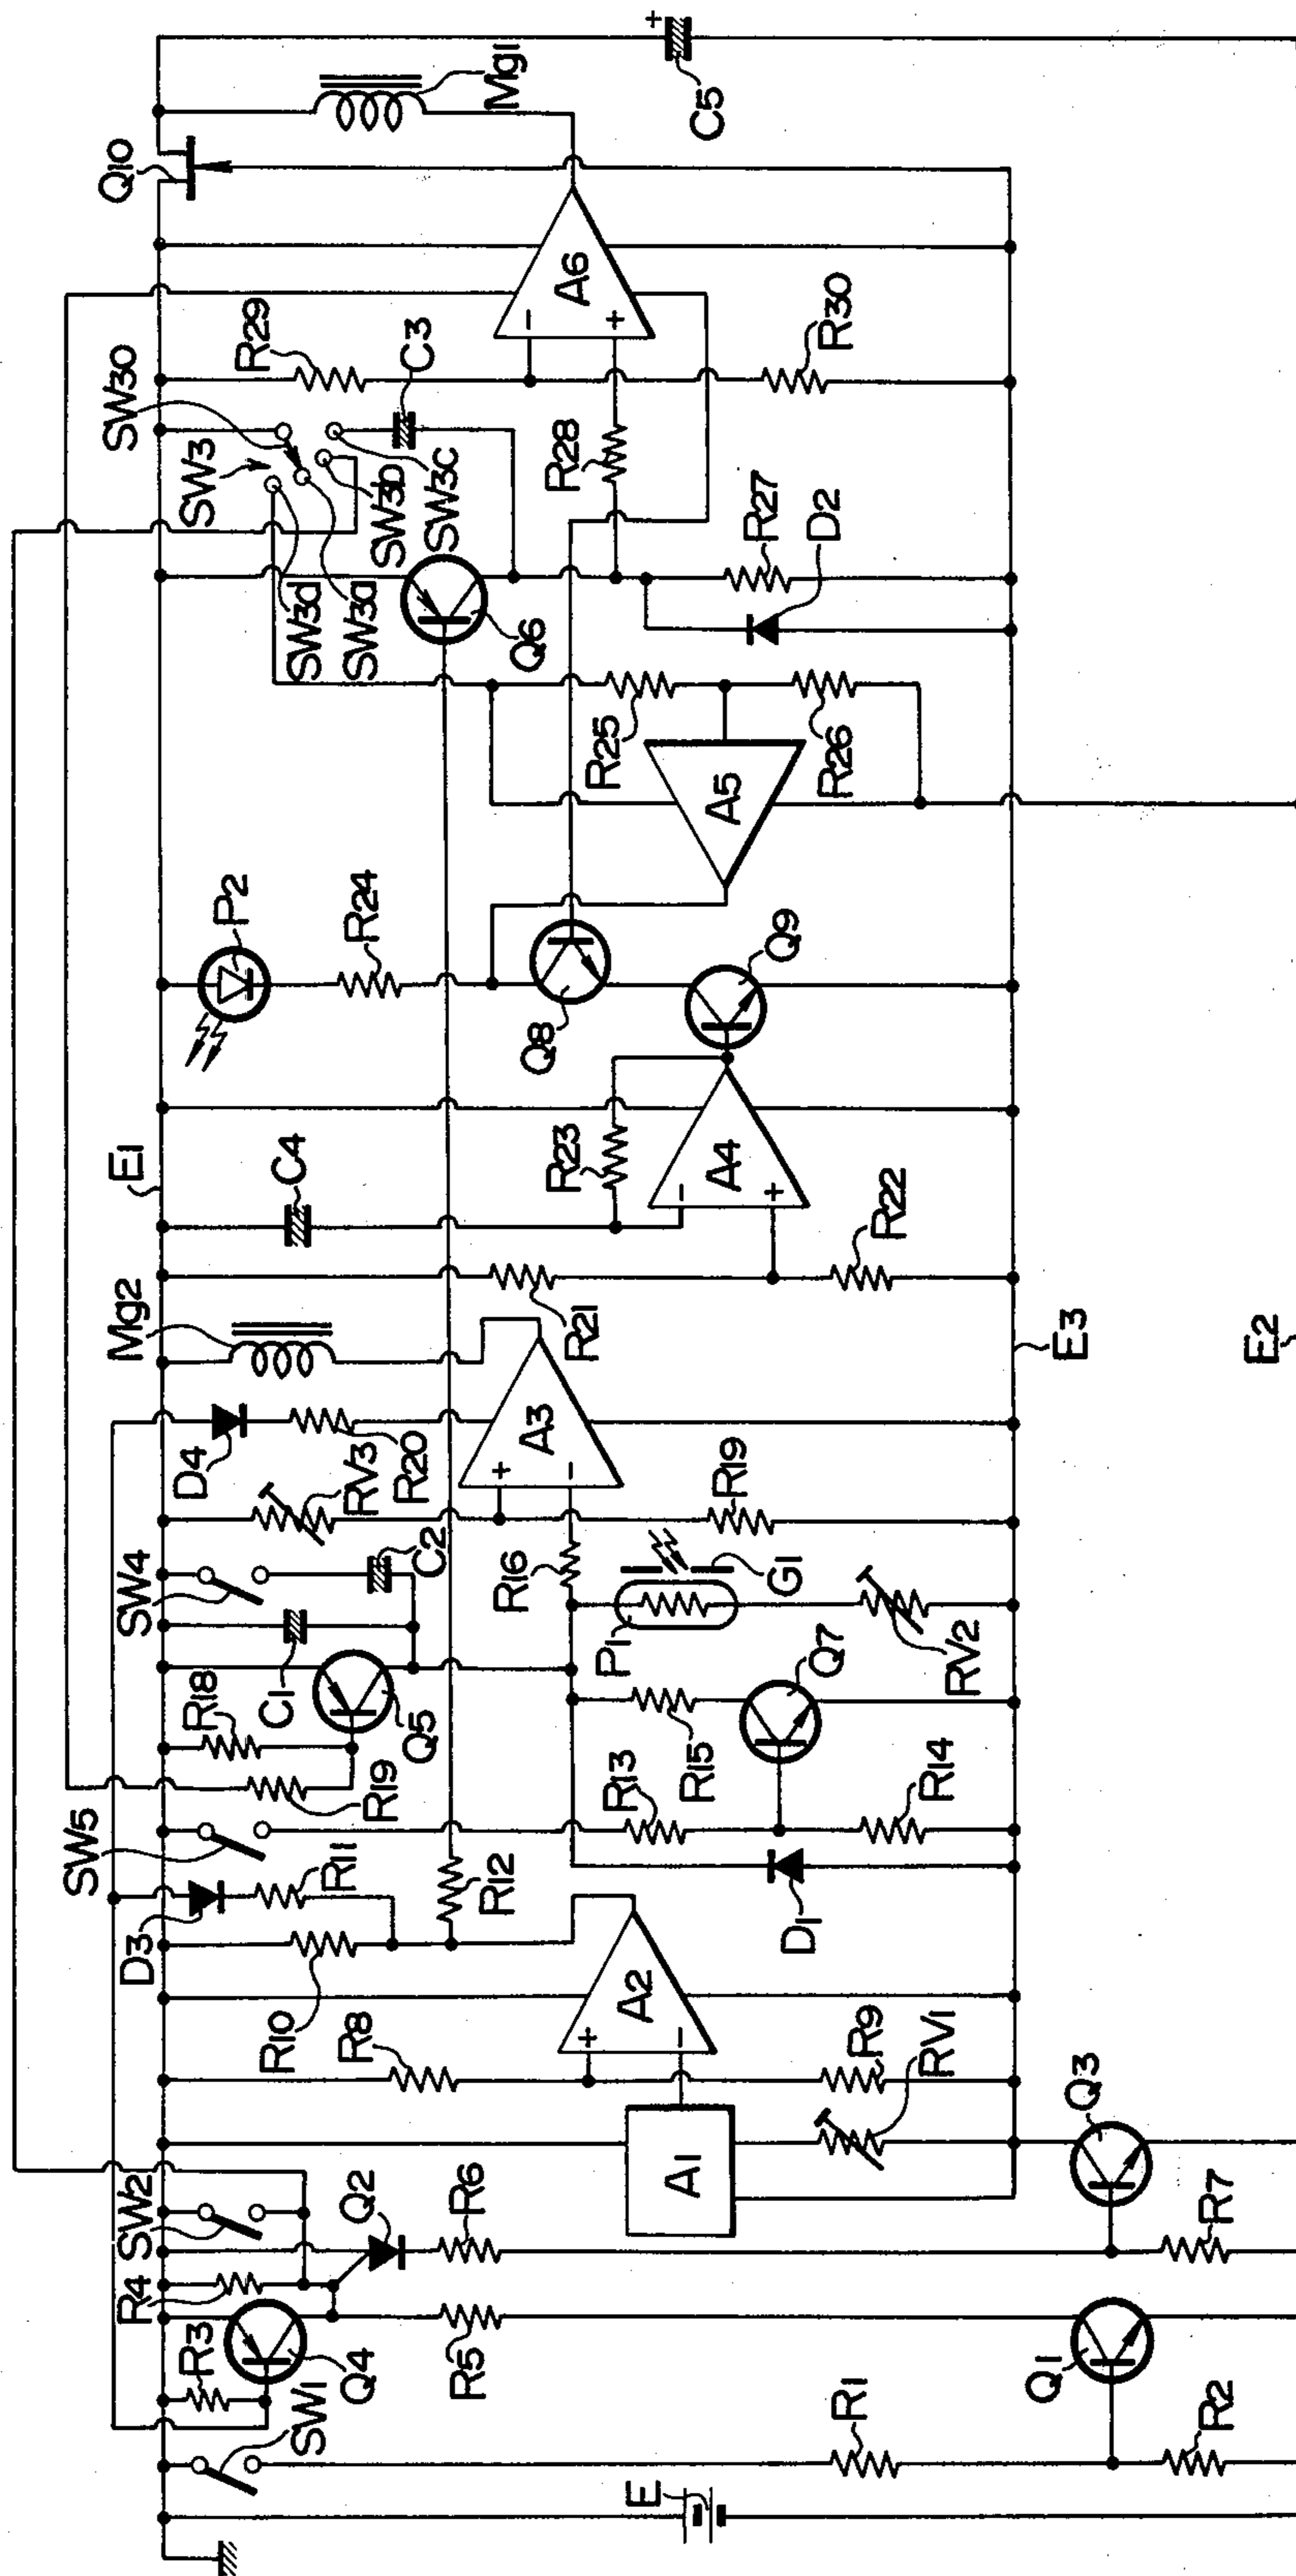 E
SW1
R1
R2
R3
Q4
R5
Q1
R4
SW2
Q2
R6
R7
Q3
A1
RV1
R8
+
-
A2
R9
R10
D3
R11
R12
SW5
R13
R14
D1
R19
R18
Q5
C1
SW4
C2
R15
Q7
P1
G1
RV2
R16
RV3
R19
D4
R20
+
-
A3
Mg2
R21
R22
E1
C4
R23
-
+
A4
E3
E2
P2
R24
Q8
Q9
A5
R25
R26
Q6
SW3d
SW3a
SW3b
SW3c
SW3
SW30
C3
R27
D2
R28
R29
R30
-
+
A6
Q10
Mg1
+
C5